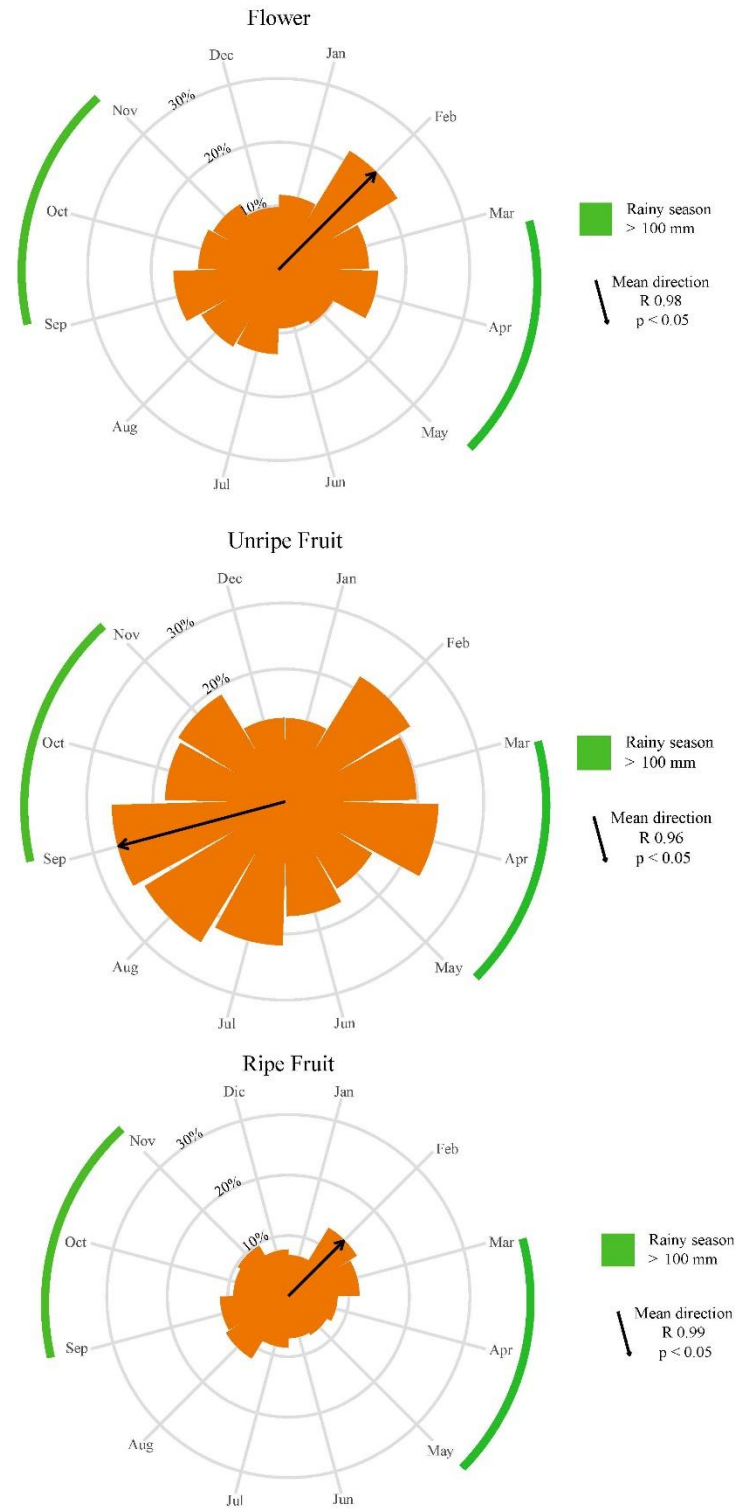 Flower
Dec
Jan
30%
Nov
Feb
20%
10%
Oct
Mar
Rainy season
> 100 mm
Mean direction
R 0.98
p < 0.05
Sep
Apr
Aug
May
Jul
Jun
Unripe Fruit
Dec
Jan
30%
Nov
Feb
20%
Oct
Mar
Rainy season
> 100 mm
Mean direction
R 0.96
p < 0.05
Sep
Apr
Aug
May
Jul
Jun
Ripe Fruit
Dic
Jan
30%
Nov
Feb
20%
10%
Oct
Mar
Rainy season
> 100 mm
Mean direction
R 0.99
p < 0.05
Sep
Apr
Aug
May
Jul
Jun